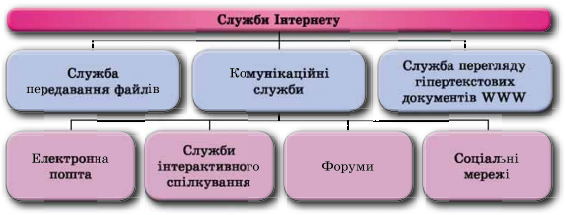 Служби Інтернету
Служба
передавання файлів
Комунікаційні
служби
Служба перегляду
гіпертекстових
документів WWW
Електронна
пошта
Служби
інтерактивного
спілкування
Форуми
Соціальні
мережі